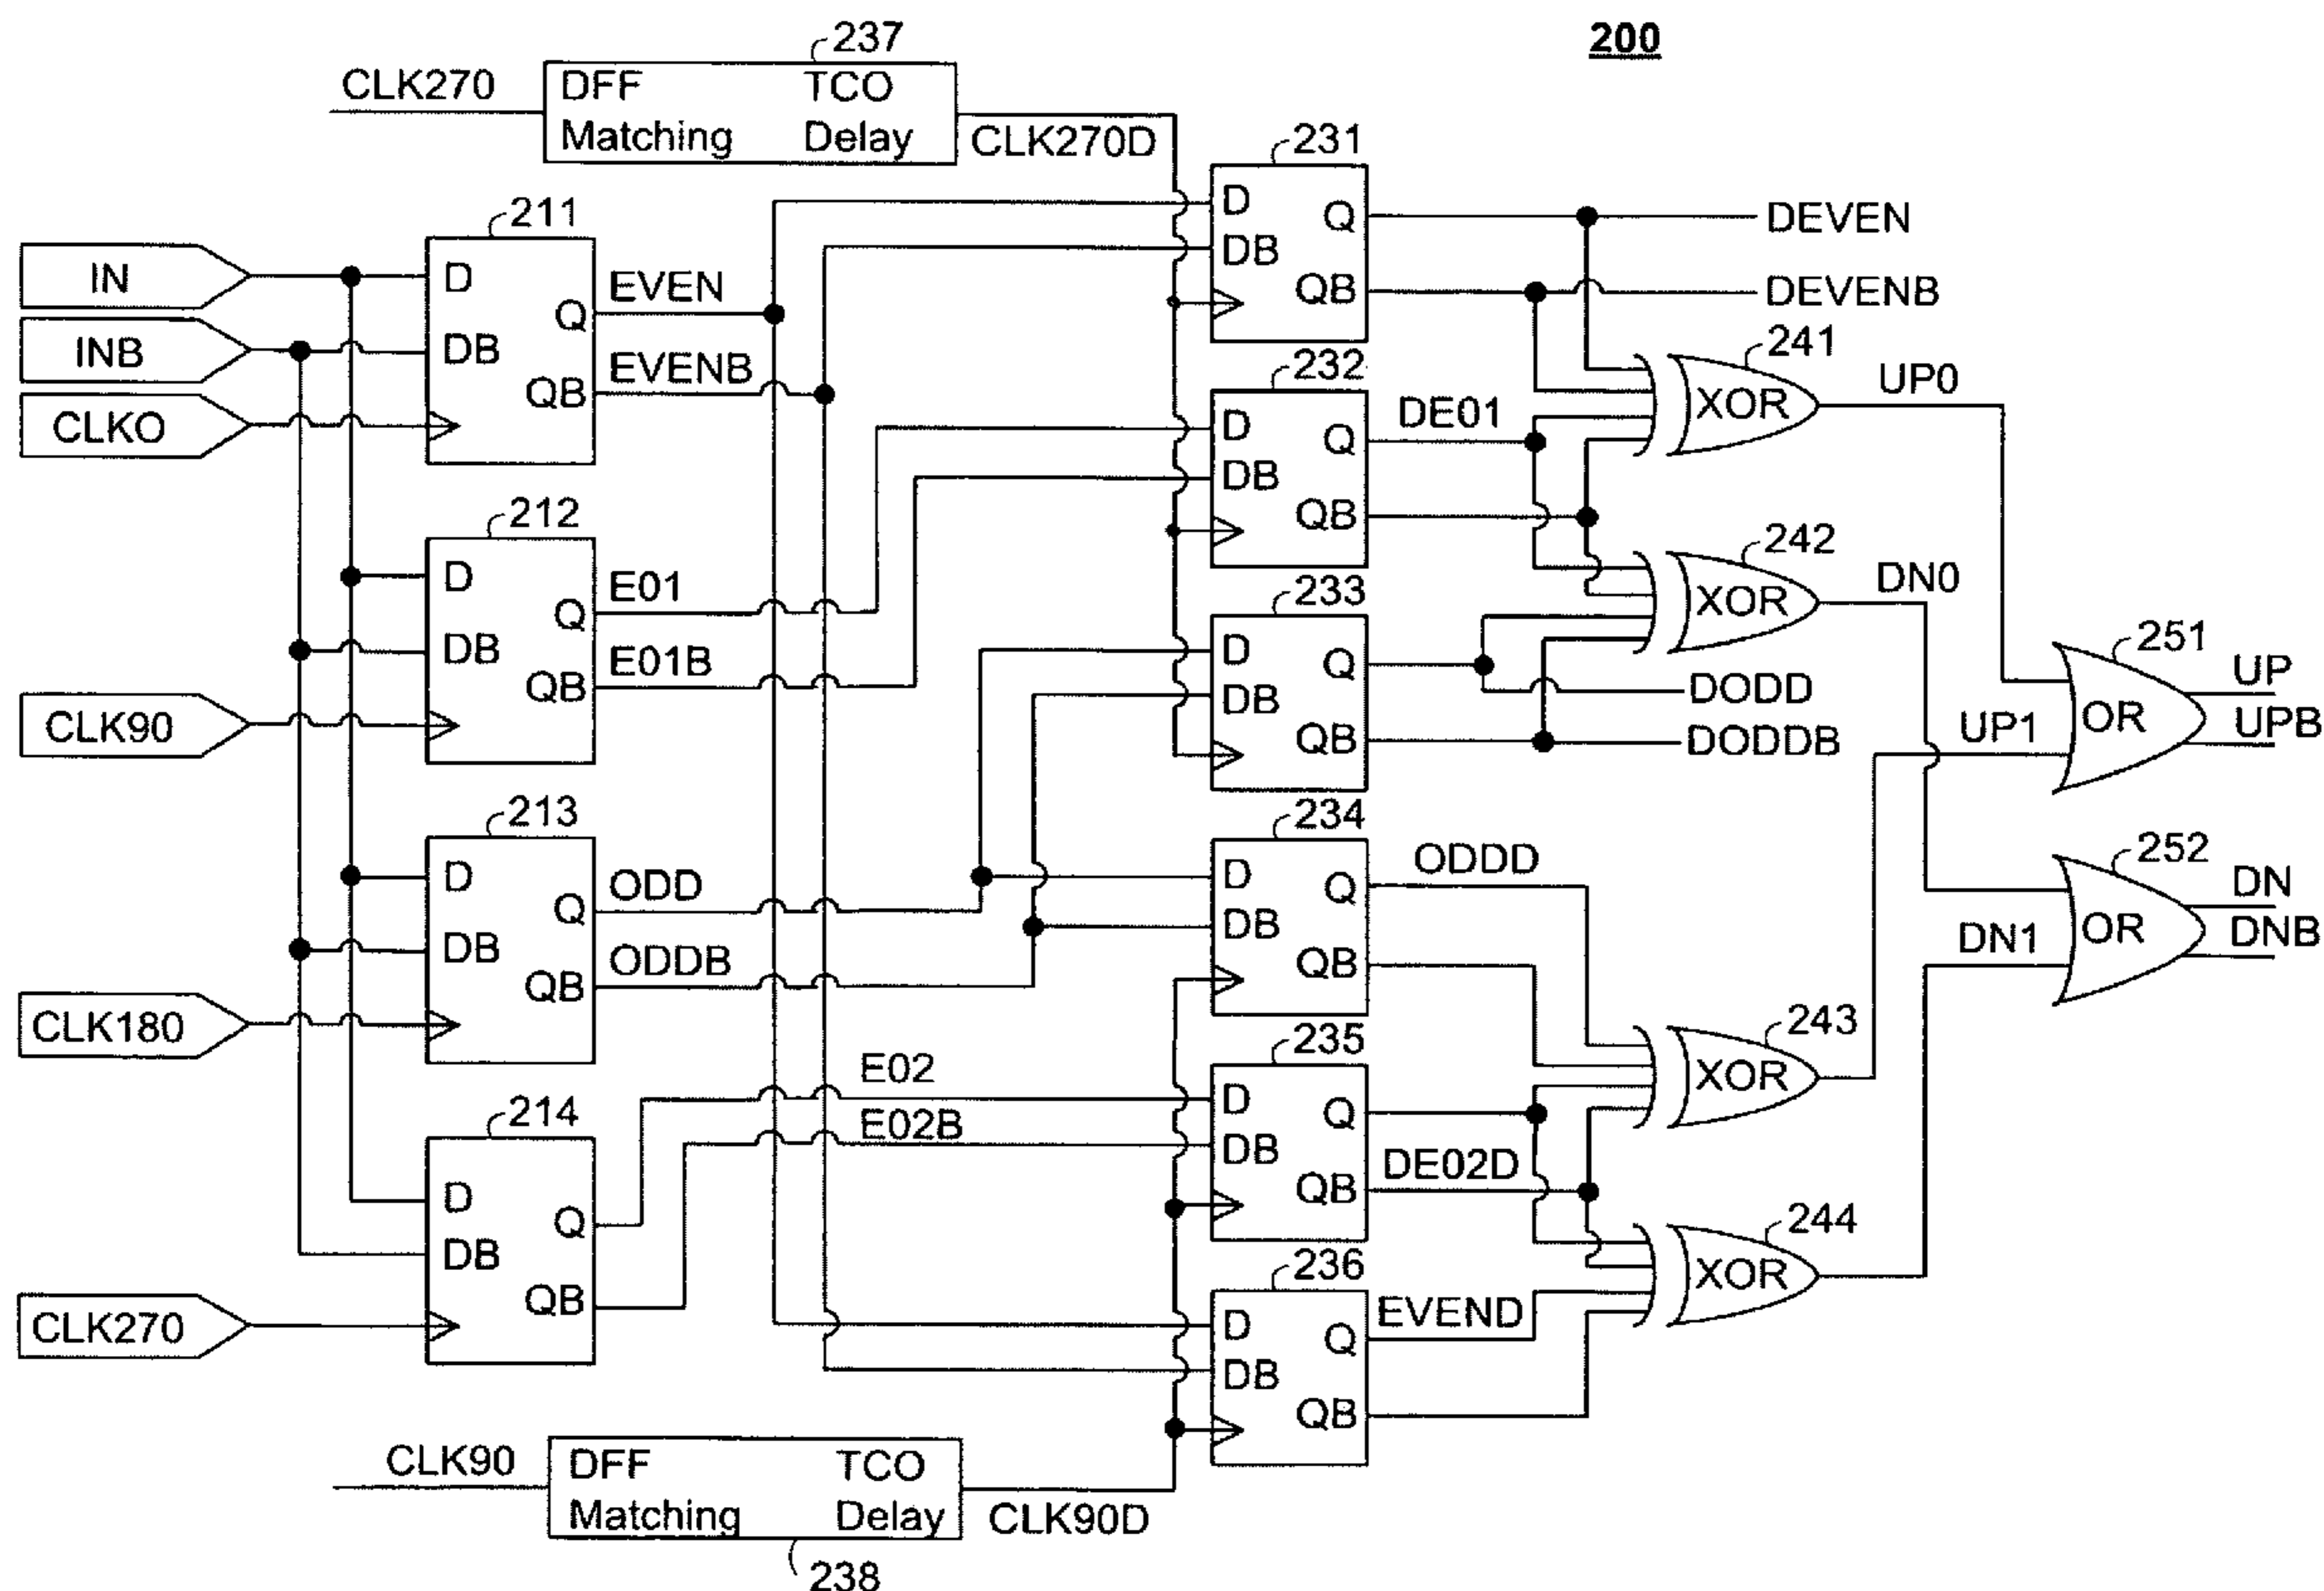 200
237
CLK270
DFF TCO
Matching Delay
CLK270D
IN
INB
CLKO
211
D
DB
Q
QB
EVEN
EVENB
212
D
DB
Q
QB
E01
E01B
CLK90
213
D
DB
Q
QB
ODD
ODDB
CLK180
214
D
DB
Q
QB
E02
E02B
CLK270
231
D
DB
Q
QB
DEVEN
DEVENB
232
D
DB
Q
QB
DE01
233
D
DB
Q
QB
DODD
DODDB
234
D
DB
Q
QB
ODDD
235
D
DB
Q
QB
DE02D
236
D
DB
Q
QB
EVEND
241
XOR
UP0
242
XOR
DN0
243
XOR
UP1
244
XOR
DN1
251
OR
UP
UPB
252
OR
DN
DNB
CLK90
DFF TCO
Matching Delay
CLK90D
238